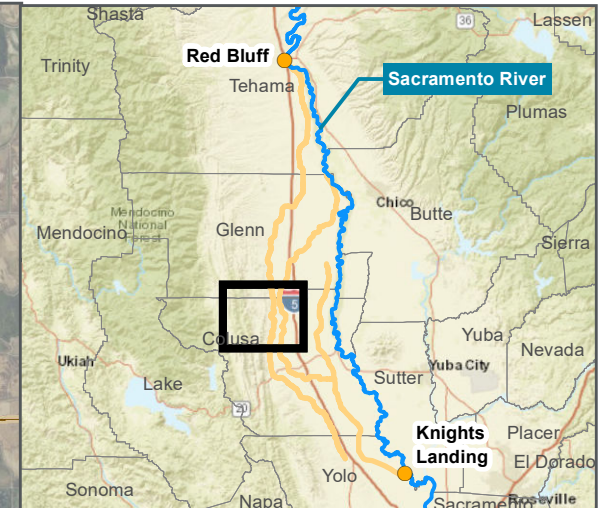 Shasta
36
Lassen
Red Bluff
Trinity
Tehama
Sacramento River
Plumas
Chico
Butte
Mendocino
National
Forest
Mendocino
Glenn
Sierra
5
Colusa
Yuba
Nevada
Ukiah
Yuba City
Lake
Sutter
20
Knights
Landing
Placer
El Dorado
Yolo
Sonoma
Napa
Sacramento
Roseville